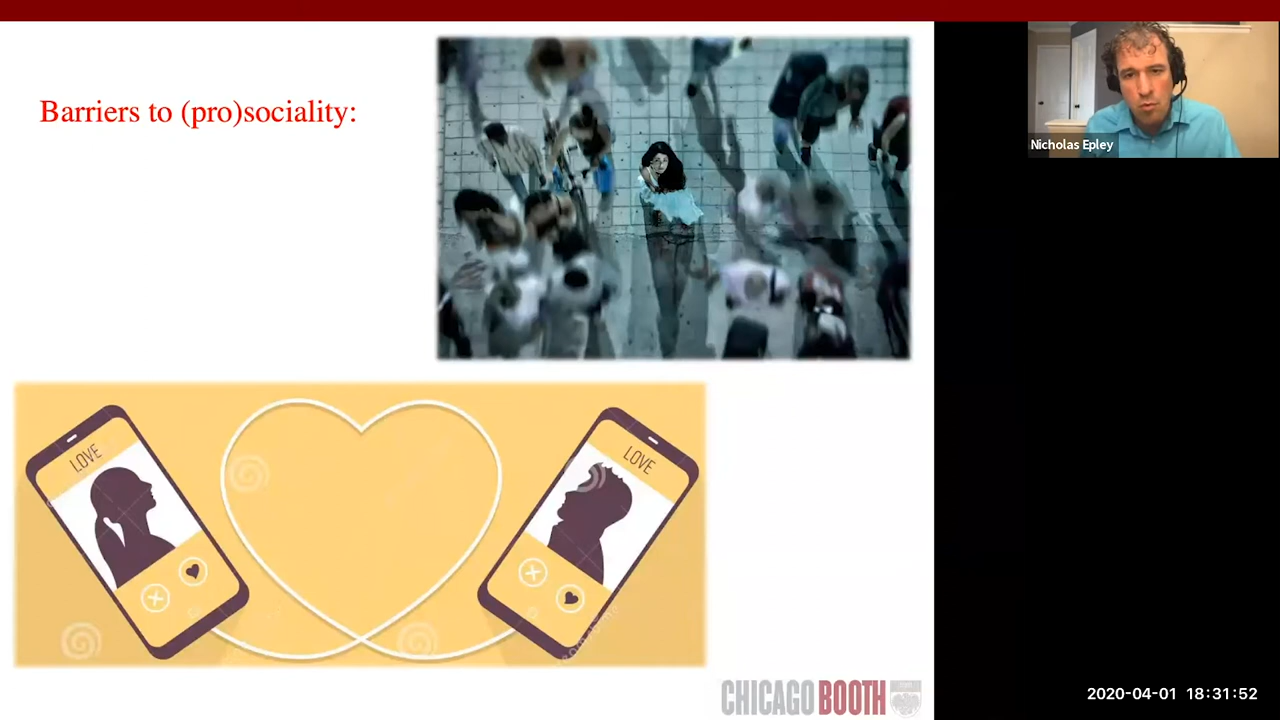 Barriers to (pro)sociality:
Nicholas Epley
LOVE
LOVE
CHICAGO BOOTH
2020-04-01 18:31:52